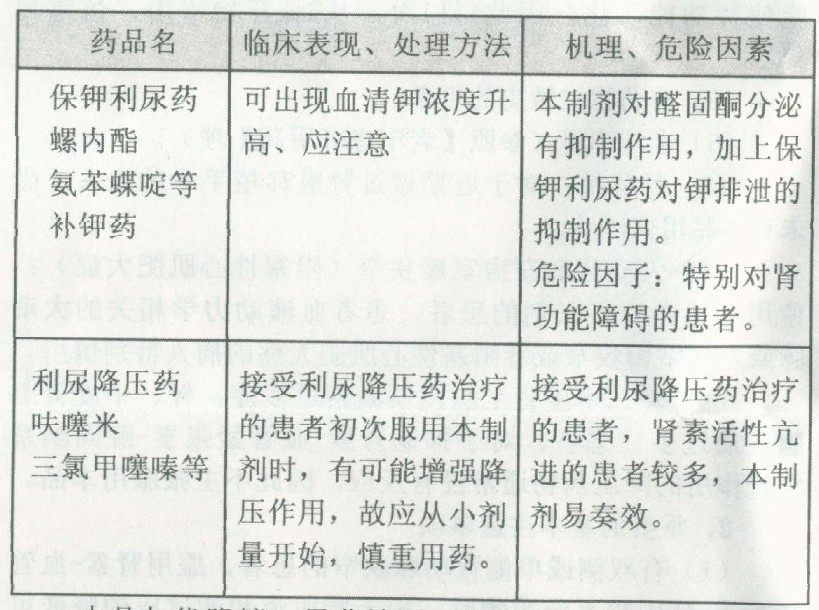 药品名 临床表现、处理方法 机理、危险因素
保钾利尿药
螺内酯
氨苯蝶啶等
补钾药
可出现血清钾浓度升
高、应注意
本制剂对醛固酮分泌
有抑制作用，加上保
钾利尿药对钾排泄的
抑制作用。
危险因子：特别对肾
功能障碍的患者。
利尿降压药
呋噻米
三氯甲噻嗪等
接受利尿降压药治疗
的患者初次服用本制
剂时，有可能增强降
压作用，故应从小剂
量开始，慎重用药。
接受利尿降压药治疗
的患者，肾素活性亢
进的患者较多，本制
剂易奏效。